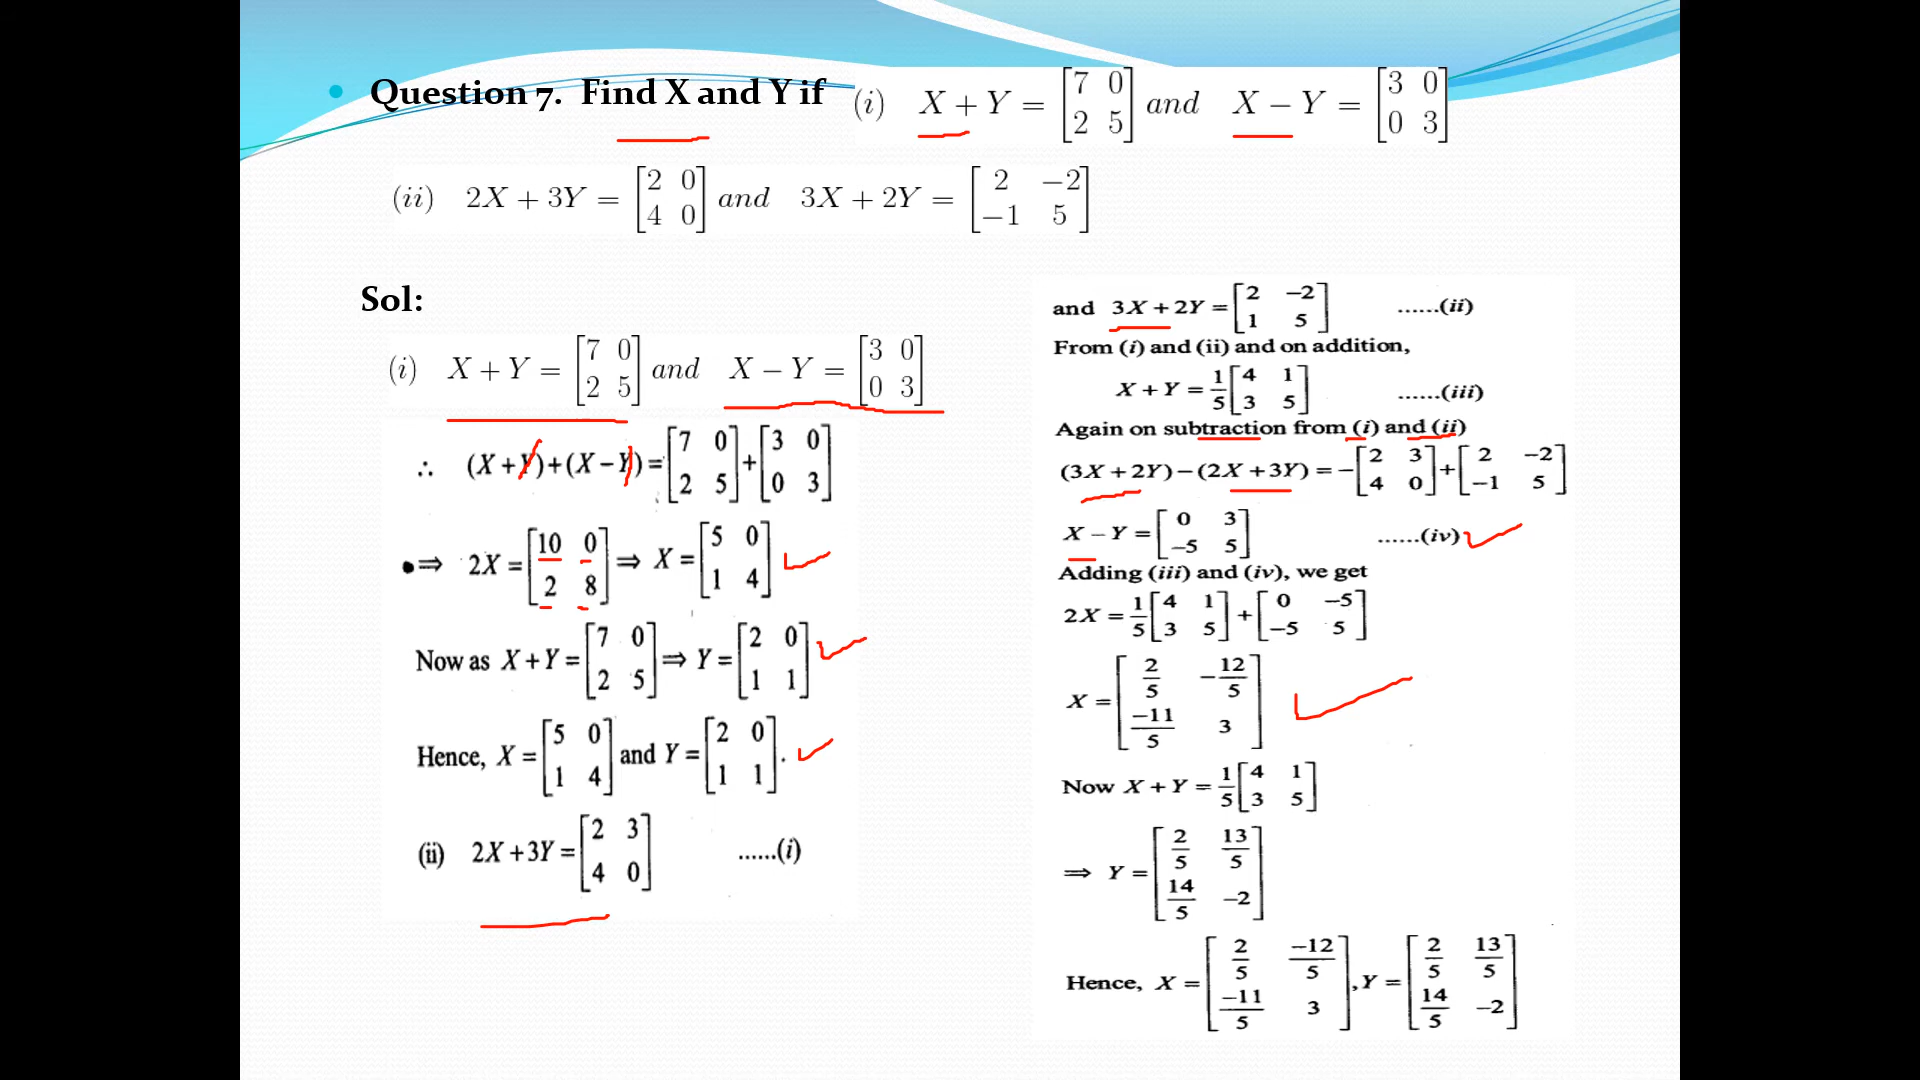 • Question 7. Find X and Y if (i) X + Y = [7 0; 2 5] and X − Y = [3 0; 0 3]
(ii) 2X + 3Y = [2 0; 4 0] and 3X + 2Y = [2 −2; −1 5]
Sol:
(i) X + Y = [7 0; 2 5] and X − Y = [3 0; 0 3]
∴ (X + Y) + (X − Y) = [7 0; 2 5] + [3 0; 0 3]
⇒ 2X = [10 0; 2 8] ⇒ X = [5 0; 1 4]
Now as X + Y = [7 0; 2 5] ⇒ Y = [2 0; 1 1]
Hence, X = [5 0; 1 4] and Y = [2 0; 1 1].
(ii) 2X + 3Y = [2 3; 4 0] ......(i)
and 3X + 2Y = [2 −2; 1 5] ......(ii)
From (i) and (ii) and on addition,
X + Y = 1/5 [4 1; 3 5] ......(iii)
Again on subtraction from (i) and (ii)
(3X + 2Y) − (2X + 3Y) = −[2 3; 4 0] + [2 −2; −1 5]
X − Y = [0 3; −5 5] ......(iv)
Adding (iii) and (iv), we get
2X = 1/5 [4 1; 3 5] + [0 −5; −5 5]
X = [2/5 −12/5; −11/5 3]
Now X + Y = 1/5 [4 1; 3 5]
⇒ Y = [2/5 13/5; 14/5 −2]
Hence, X = [2/5 −12/5; −11/5 3], Y = [2/5 13/5; 14/5 −2]